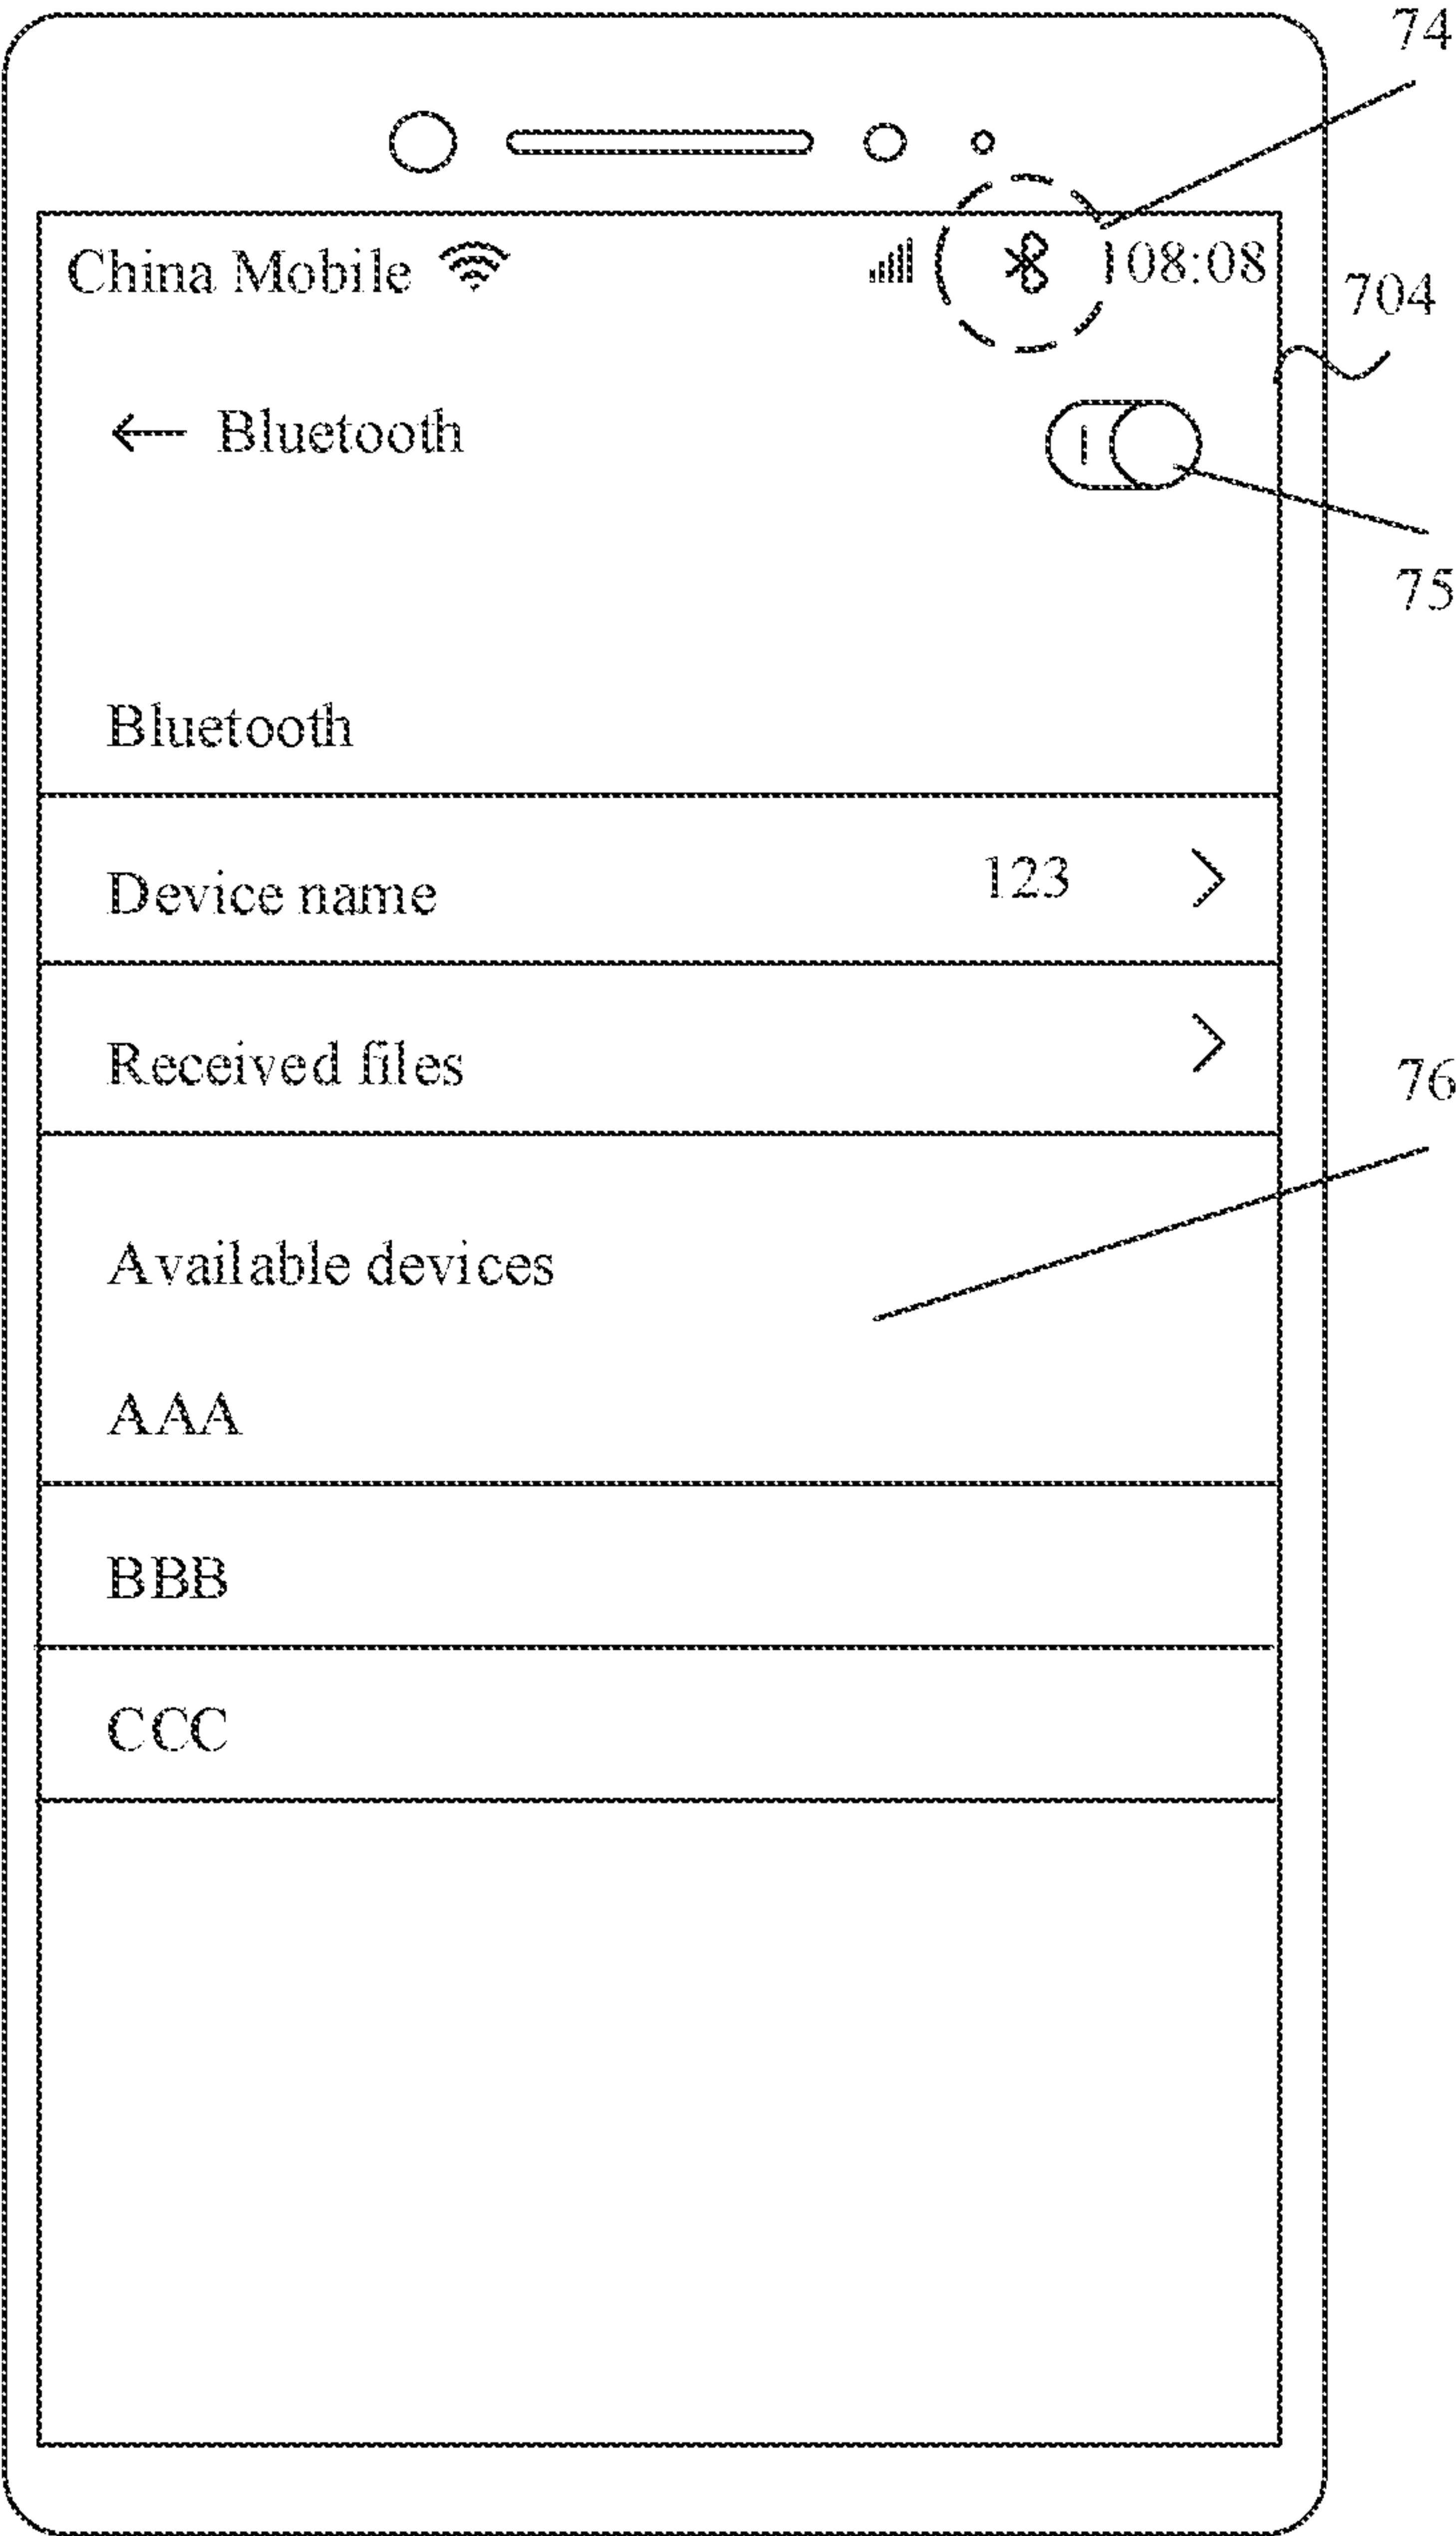 74
China Mobile 08:08
704
← Bluetooth
75
Bluetooth
Device name 123 >
Received files >
76
Available devices
AAA
BBB
CCC